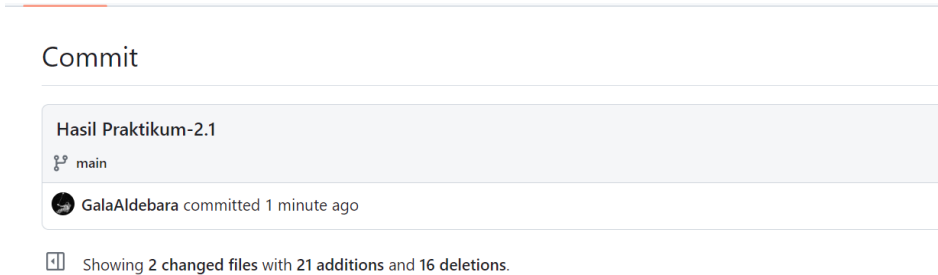 Commit
Hasil Praktikum-2.1
main
GalaAldebara committed 1 minute ago
Showing 2 changed files with 21 additions and 16 deletions.